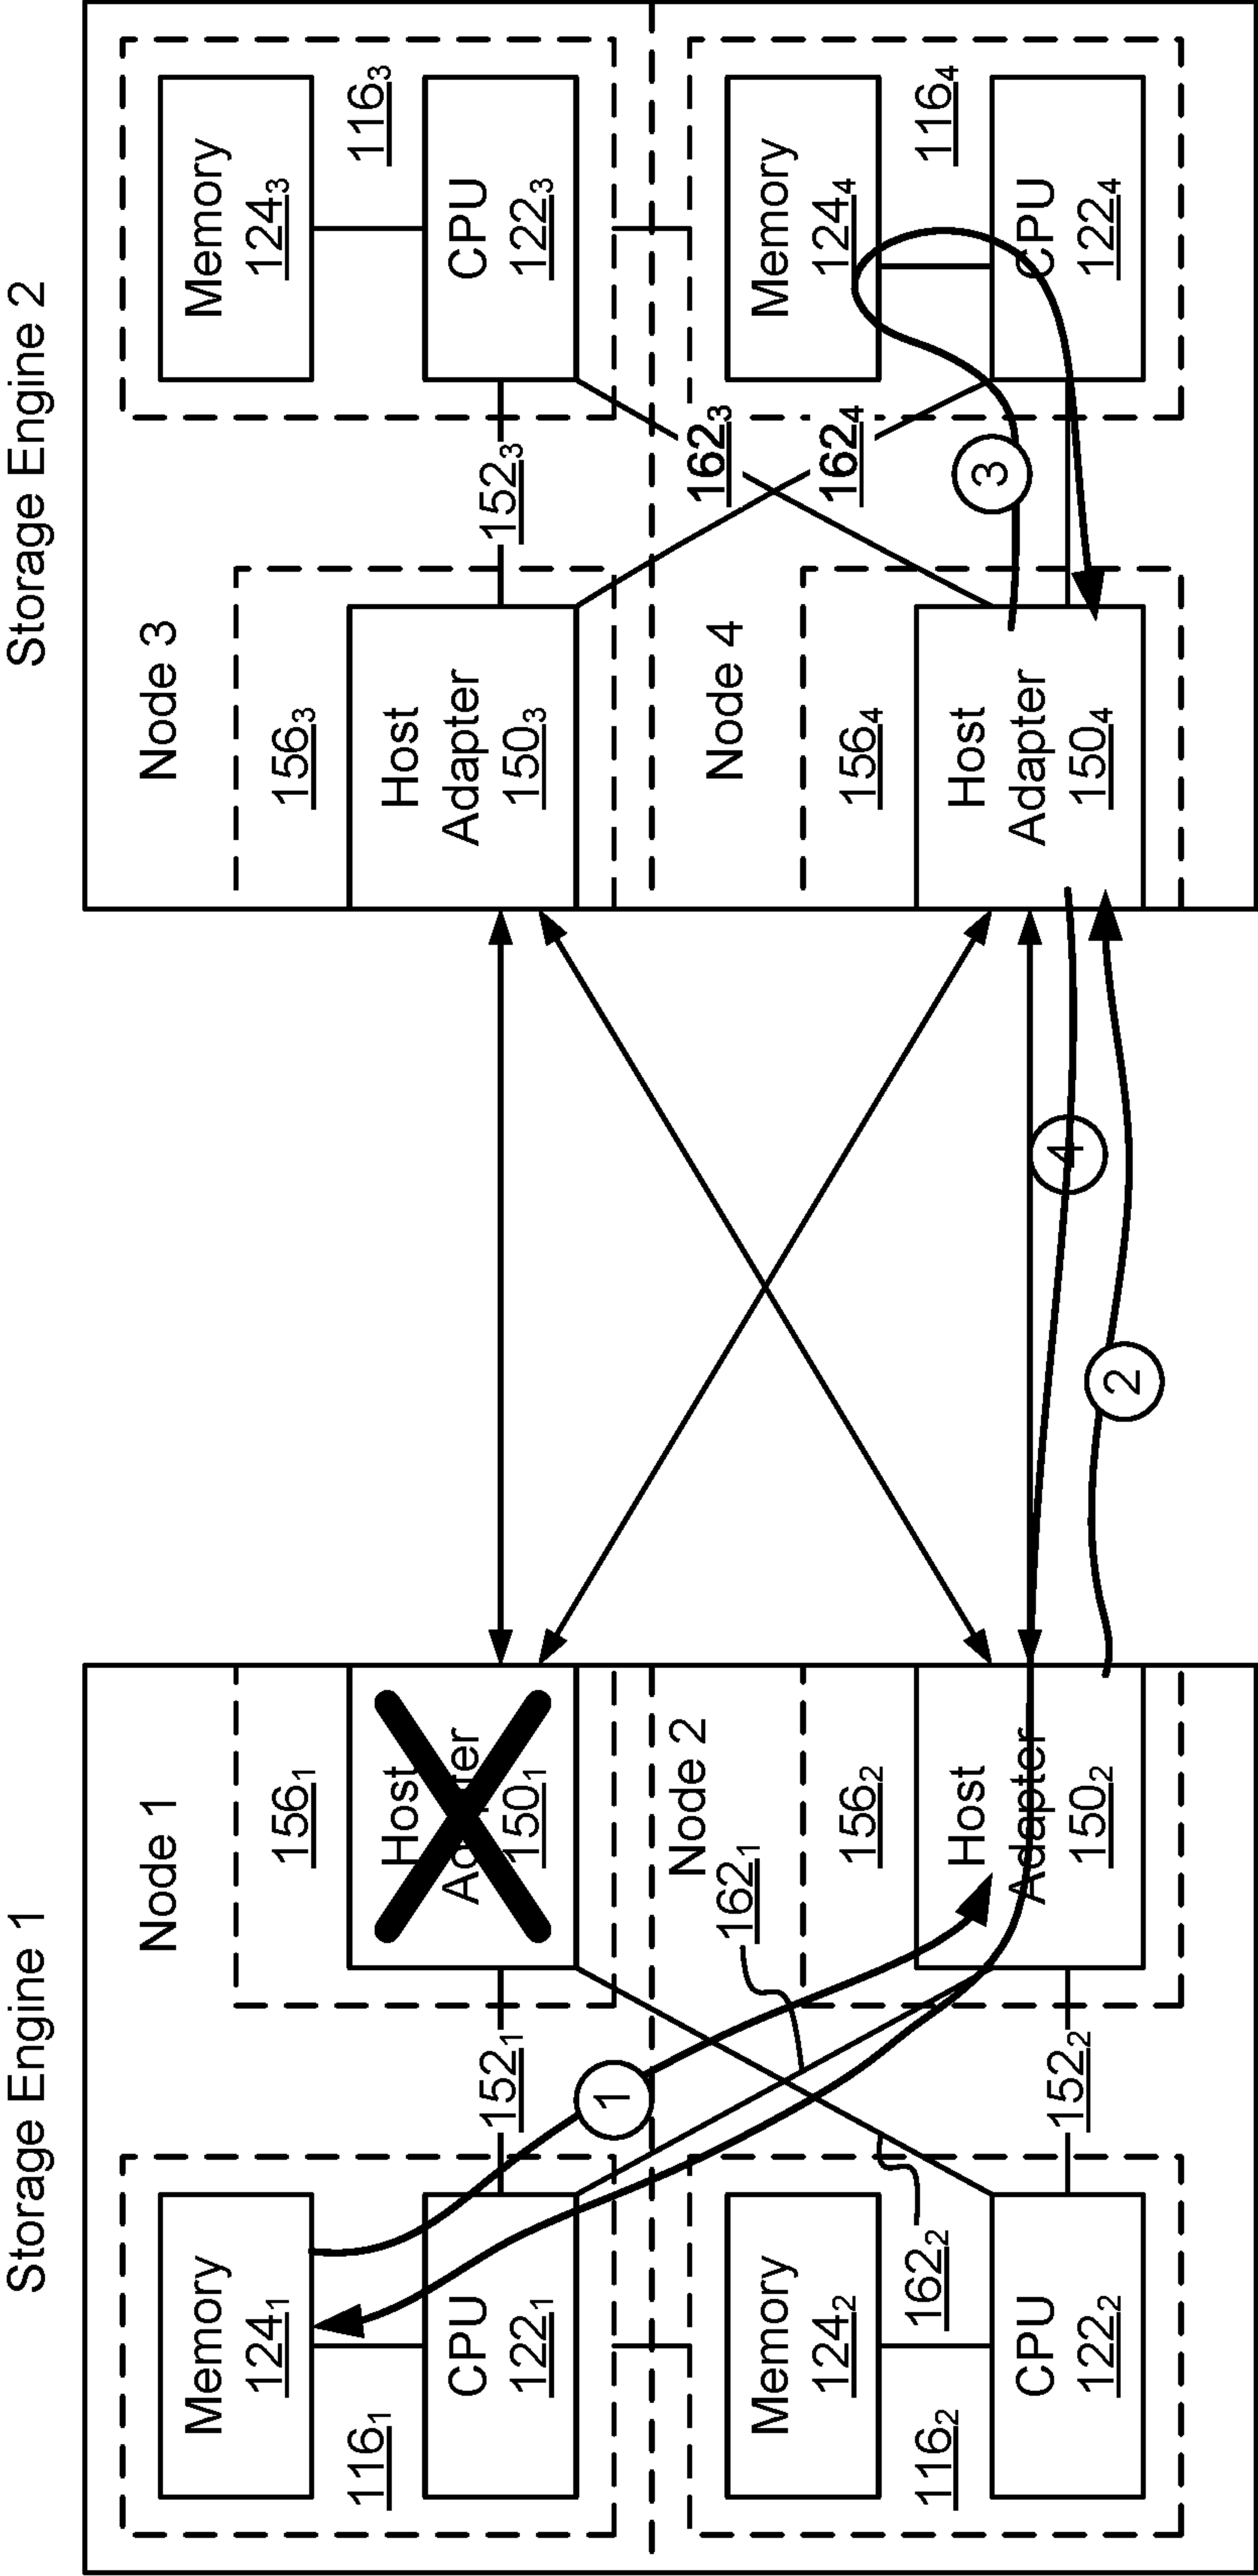 Storage Engine 1
Node 1
Memory
124₁
116₁
CPU
122₁
152₁
156₁
Host
Adapter
150₁
1
Node 2
162₁
Memory
124₂
116₂
CPU
122₂
162₂
152₂
156₂
Host
Adapter
150₂
2
4
Storage Engine 2
Node 3
156₃
Host
Adapter
150₃
152₃
Memory
124₃
116₃
CPU
122₃
162₃
162₄
Node 4
156₄
Host
Adapter
150₄
3
Memory
124₄
116₄
CPU
122₄